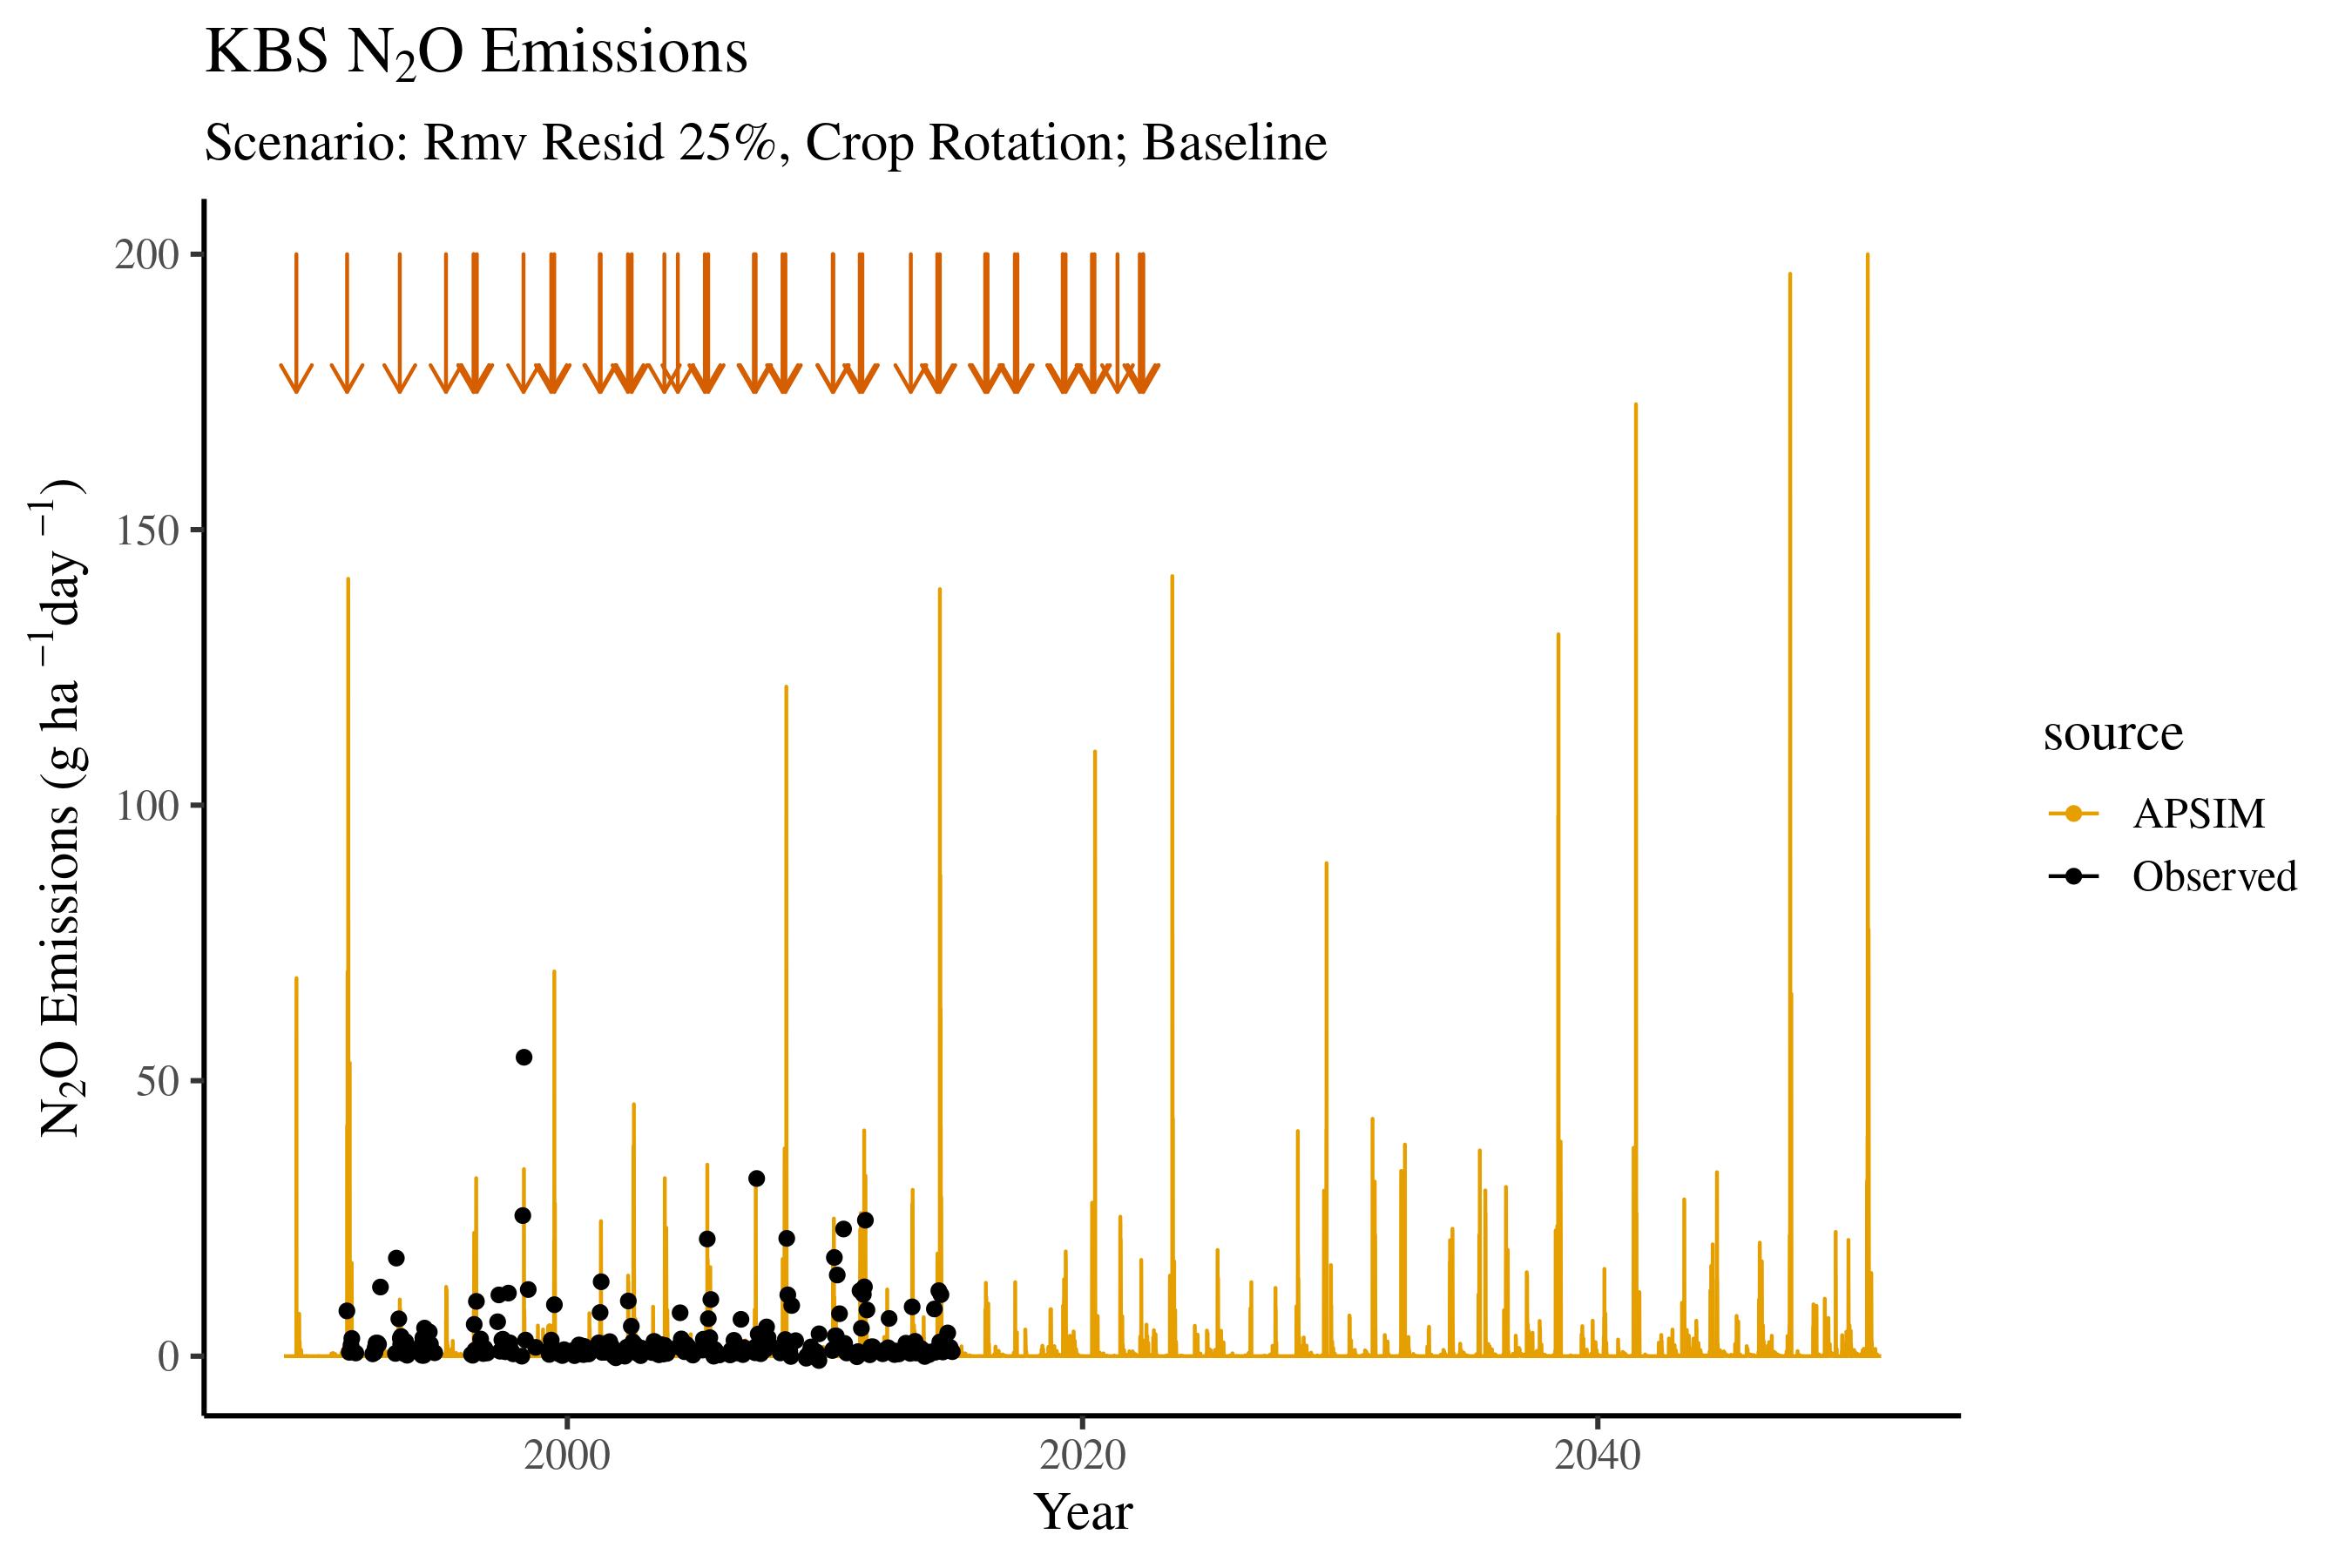 KBS N₂O Emissions
Scenario: Rmv Resid 25%, Crop Rotation; Baseline
N₂O Emissions (g ha ⁻¹day ⁻¹)
200
150
100
50
0
2000
2020
2040
Year
source
APSIM
Observed